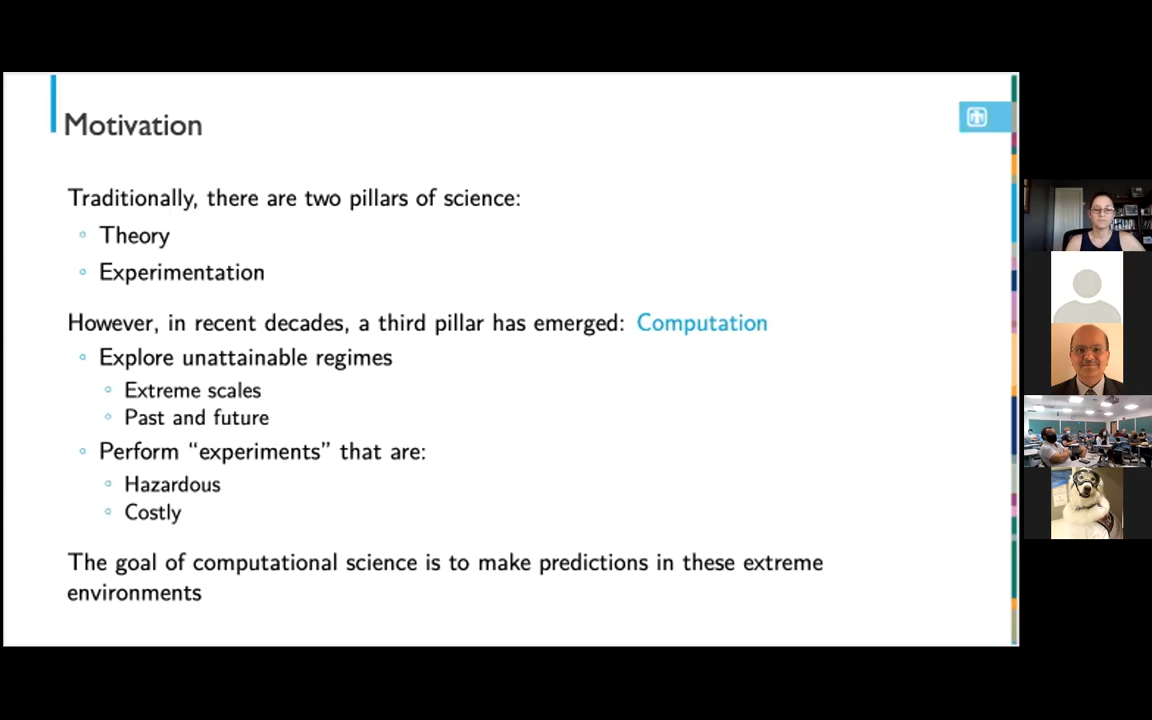 Motivation
Traditionally, there are two pillars of science:
Theory
Experimentation
However, in recent decades, a third pillar has emerged: Computation
Explore unattainable regimes
Extreme scales
Past and future
Perform “experiments” that are:
Hazardous
Costly
The goal of computational science is to make predictions in these extreme
environments